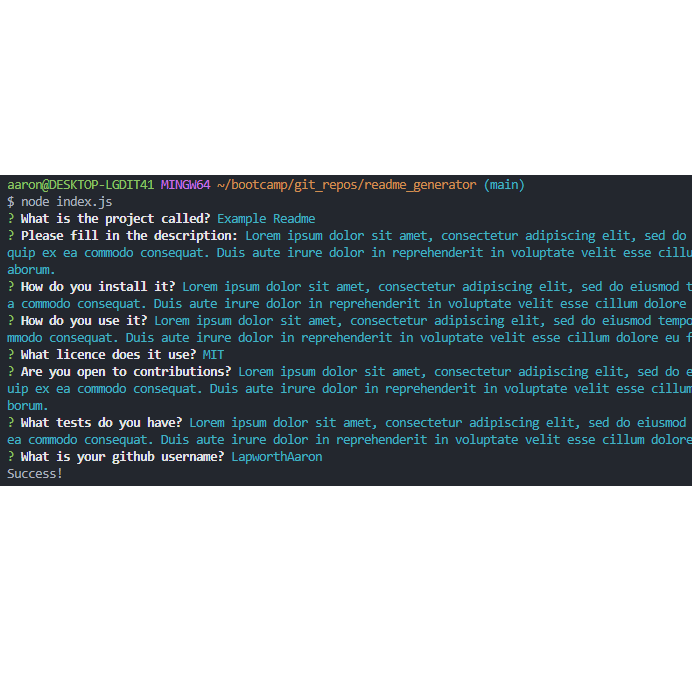 aaron@DESKTOP-LGDIT41 MINGW64 ~/bootcamp/git_repos/readme_generator (main)
$ node index.js
? What is the project called? Example Readme
? Please fill in the description: Lorem ipsum dolor sit amet, consectetur adipiscing elit, sed do
quip ex ea commodo consequat. Duis aute irure dolor in reprehenderit in voluptate velit esse cillu
aborum.
? How do you install it? Lorem ipsum dolor sit amet, consectetur adipiscing elit, sed do eiusmod t
a commodo consequat. Duis aute irure dolor in reprehenderit in voluptate velit esse cillum dolore
? How do you use it? Lorem ipsum dolor sit amet, consectetur adipiscing elit, sed do eiusmod tempo
mmodo consequat. Duis aute irure dolor in reprehenderit in voluptate velit esse cillum dolore eu f
? What licence does it use? MIT
? Are you open to contributions? Lorem ipsum dolor sit amet, consectetur adipiscing elit, sed do e
uip ex ea commodo consequat. Duis aute irure dolor in reprehenderit in voluptate velit esse cillum
borum.
? What tests do you have? Lorem ipsum dolor sit amet, consectetur adipiscing elit, sed do eiusmod
ea commodo consequat. Duis aute irure dolor in reprehenderit in voluptate velit esse cillum dolore
? What is your github username? LapworthAaron
Success!